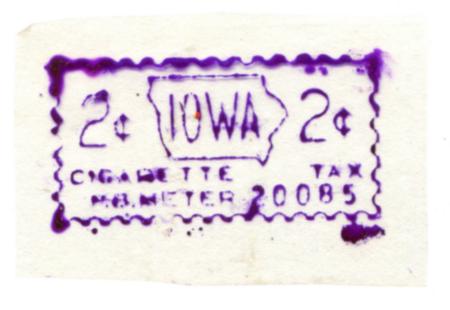 2¢ IOWA 2¢
CIGARETTE TAX
P.B. METER 20085